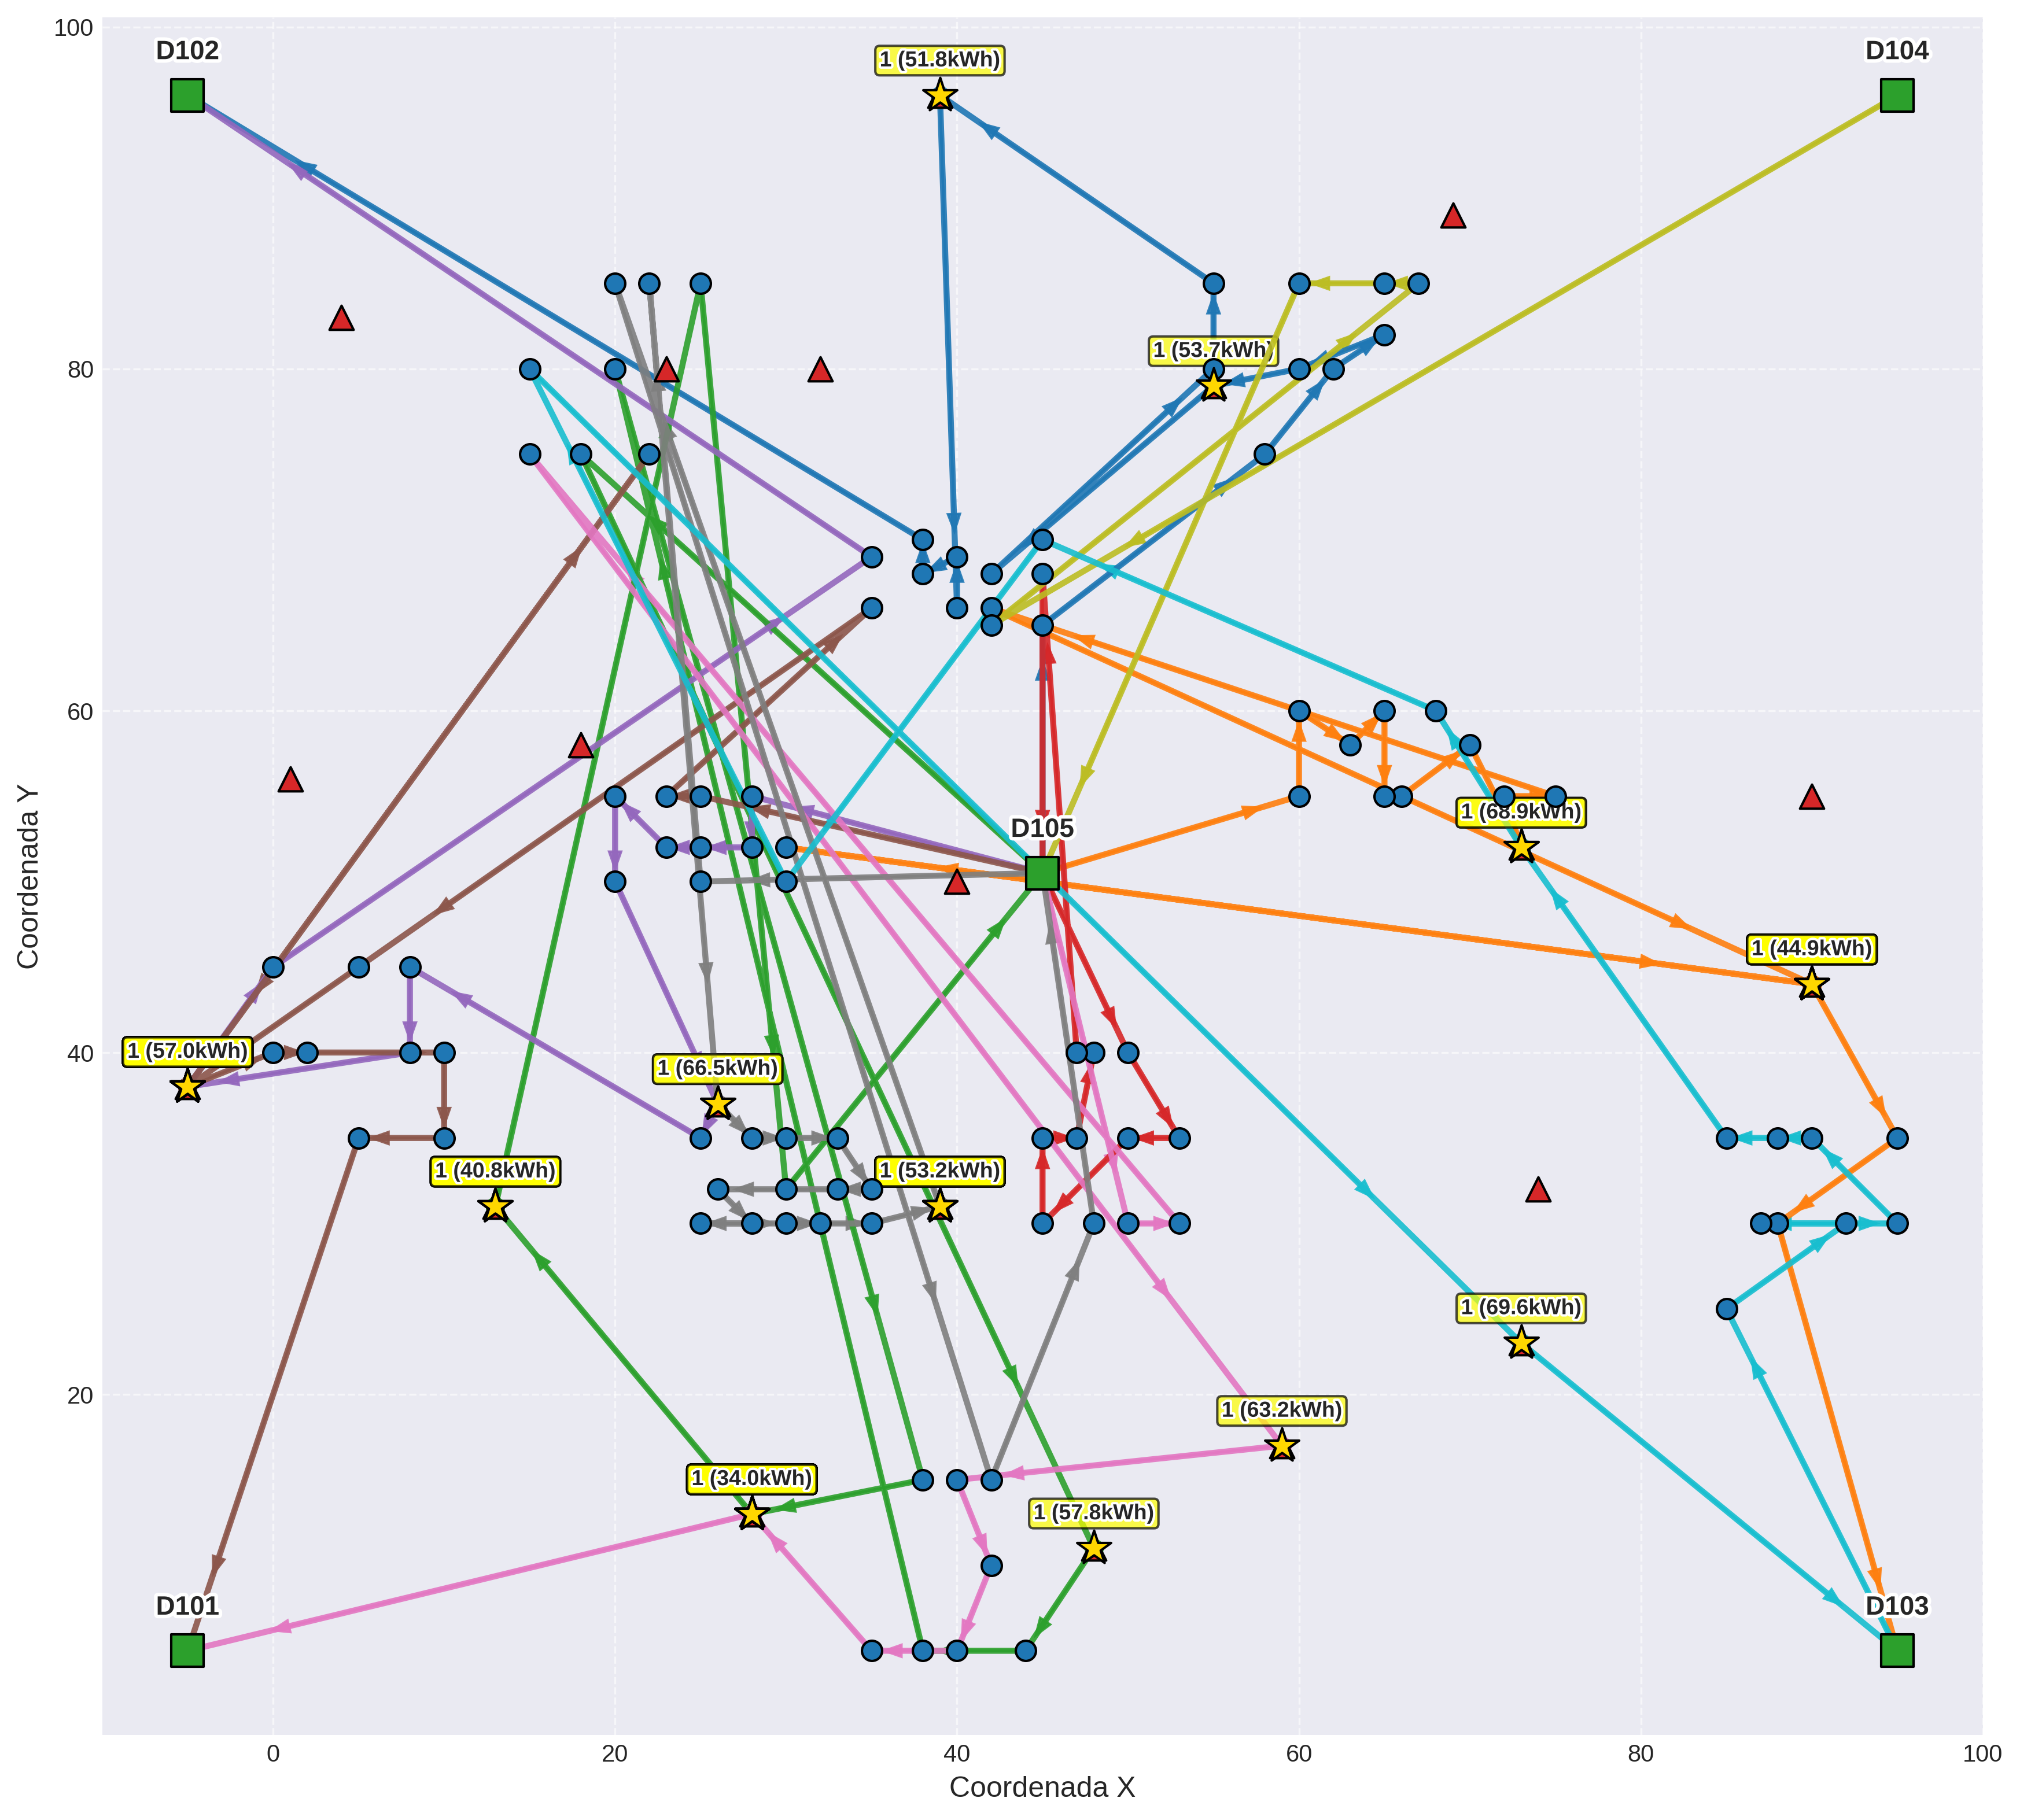 100
D102
D104
1 (51.8kWh)
80
1 (53.7kWh)
60
D105
1 (68.9kWh)
1 (44.9kWh)
40
1 (57.0kWh)
1 (66.5kWh)
1 (40.8kWh)
1 (53.2kWh)
1 (69.6kWh)
20
1 (63.2kWh)
1 (34.0kWh)
1 (57.8kWh)
D101
D103
0
20
40
60
80
100
Coordenada X
Coordenada Y